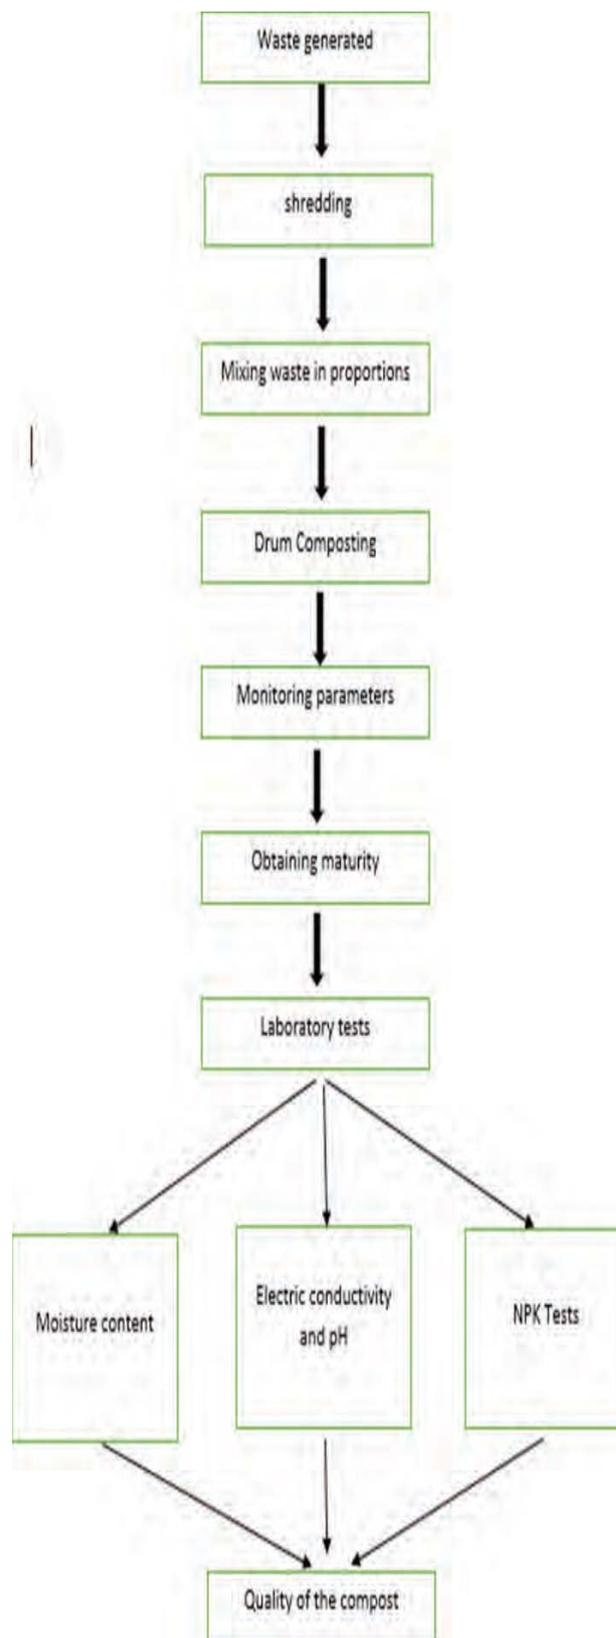 Waste generated
shredding
Mixing waste in proportions
Drum Composting
Monitoring parameters
Obtaining maturity
Laboratory tests
Moisture content
Electric conductivity
and pH
NPK Tests
Quality of the compost